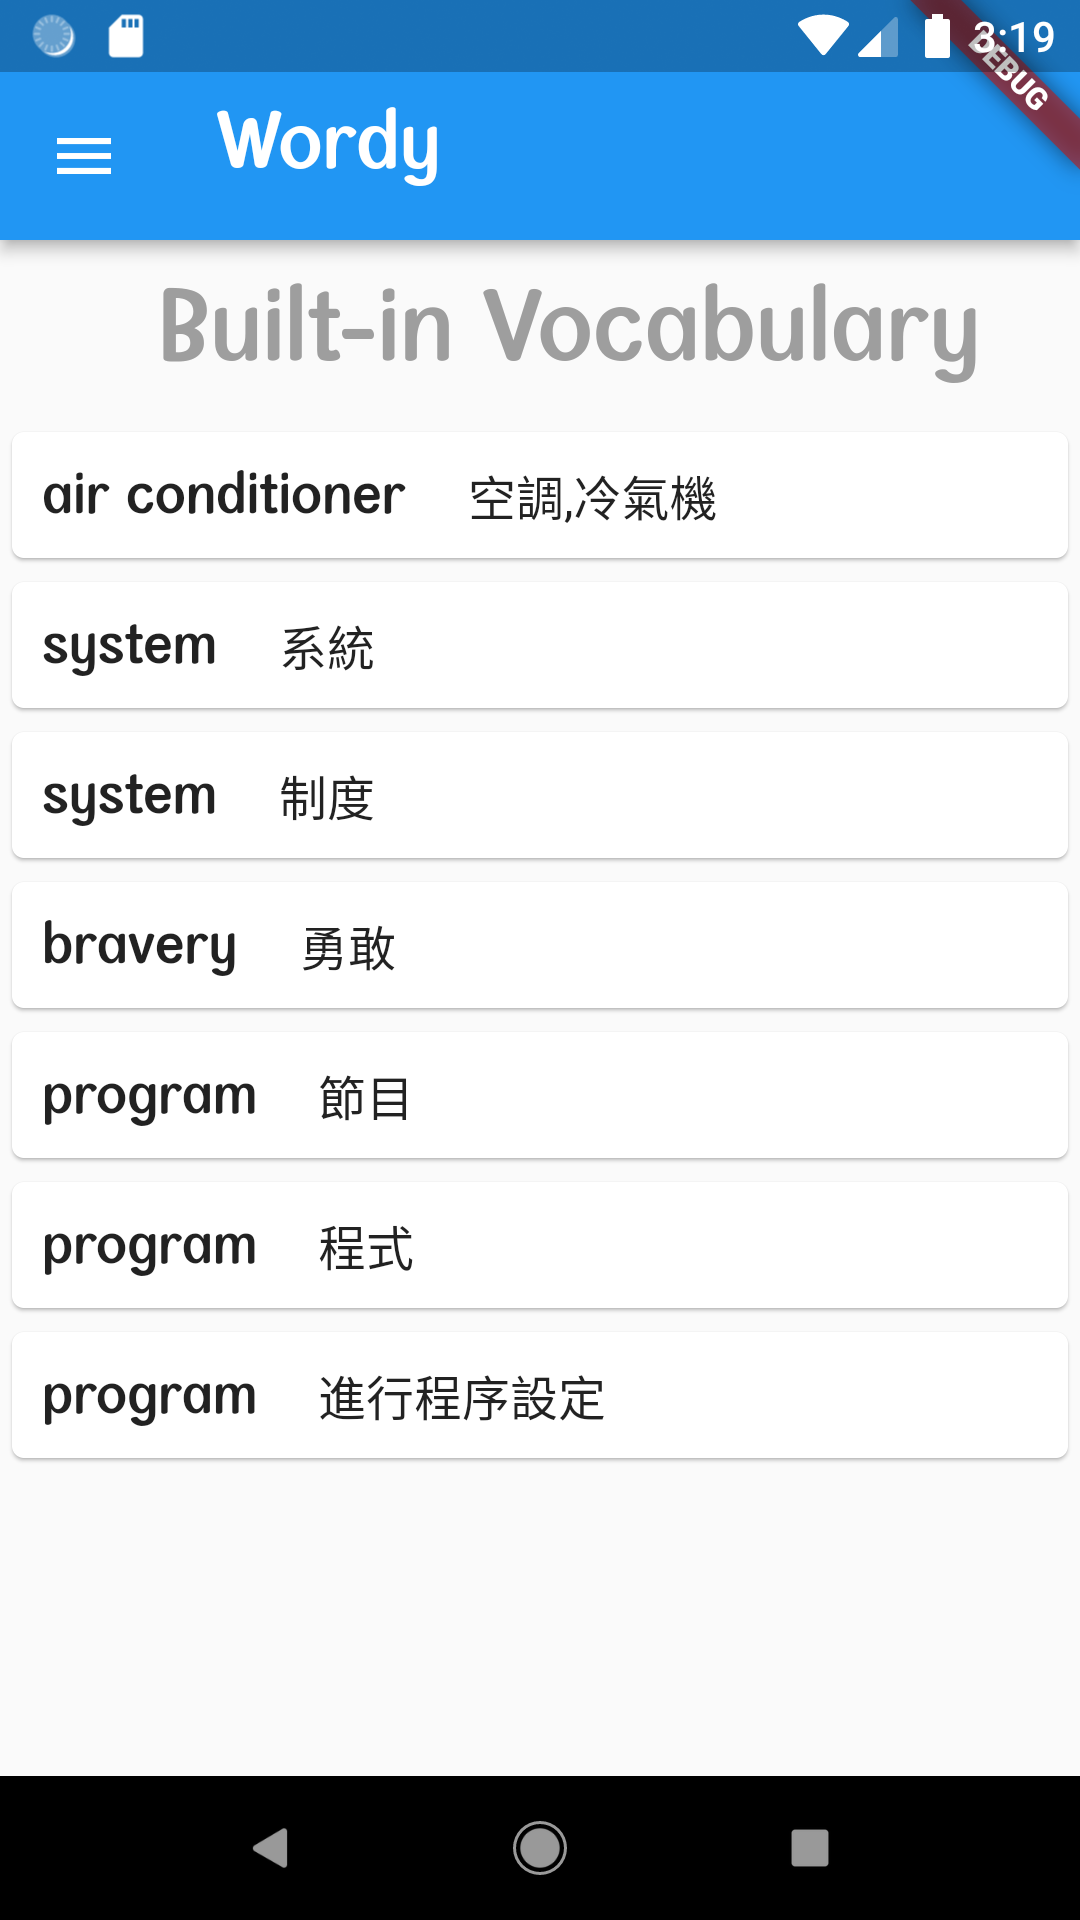 3:19
DEBUG
Wordy
Built-in Vocabulary
air conditioner 空調,冷氣機
system 系統
system 制度
bravery 勇敢
program 節目
program 程式
program 進行程序設定